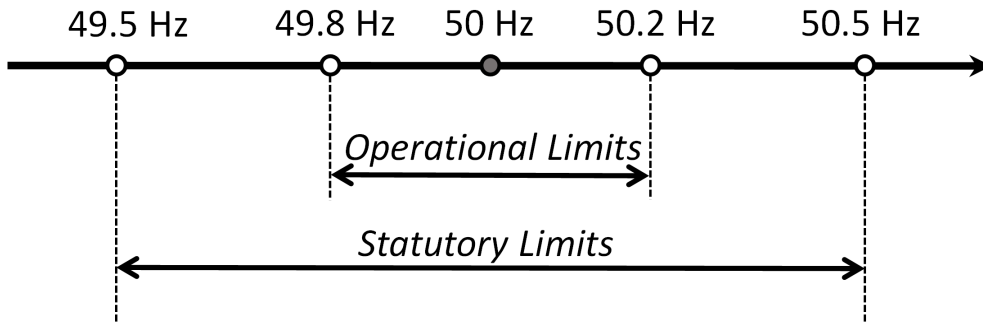 49.5 Hz 49.8 Hz 50 Hz 50.2 Hz 50.5 Hz
Operational Limits
Statutory Limits